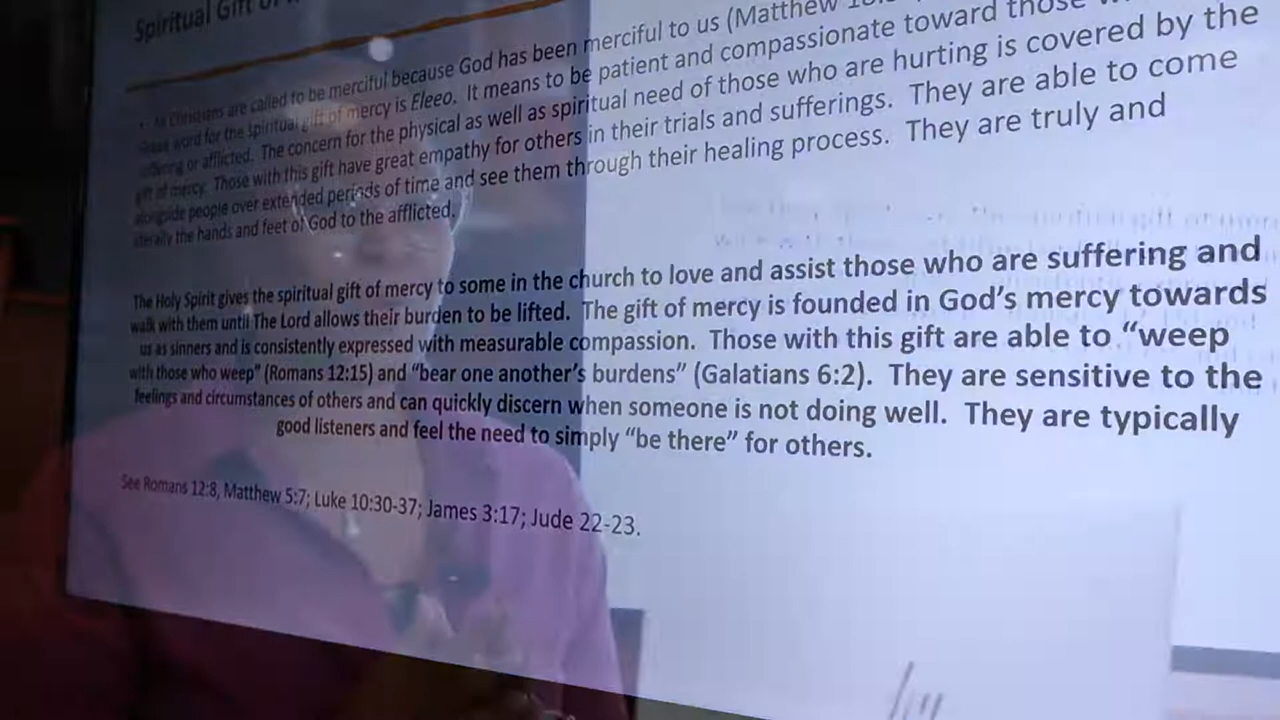 Spiritual Gift of
• As Christians are called to be merciful because God has been merciful to us (Matthew
Greek word for the spiritual gift of mercy is Eleeo. It means to be patient and compassionate toward those
suffering or afflicted. The concern for the physical as well as spiritual need of those who are hurting is covered by the
gift of mercy. Those with this gift have great empathy for others in their trials and sufferings. They are able to come
alongside people over extended periods of time and see them through their healing process. They are truly and
literally the hands and feet of God to the afflicted.
The Holy Spirit gives the spiritual gift of mercy to some in the church to love and assist those who are suffering and
walk with them until The Lord allows their burden to be lifted. The gift of mercy is founded in God’s mercy towards
us as sinners and is consistently expressed with measurable compassion. Those with this gift are able to “weep
with those who weep” (Romans 12:15) and “bear one another’s burdens” (Galatians 6:2). They are sensitive to the
feelings and circumstances of others and can quickly discern when someone is not doing well. They are typically
good listeners and feel the need to simply “be there” for others.
See Romans 12:8, Matthew 5:7; Luke 10:30-37; James 3:17; Jude 22-23.